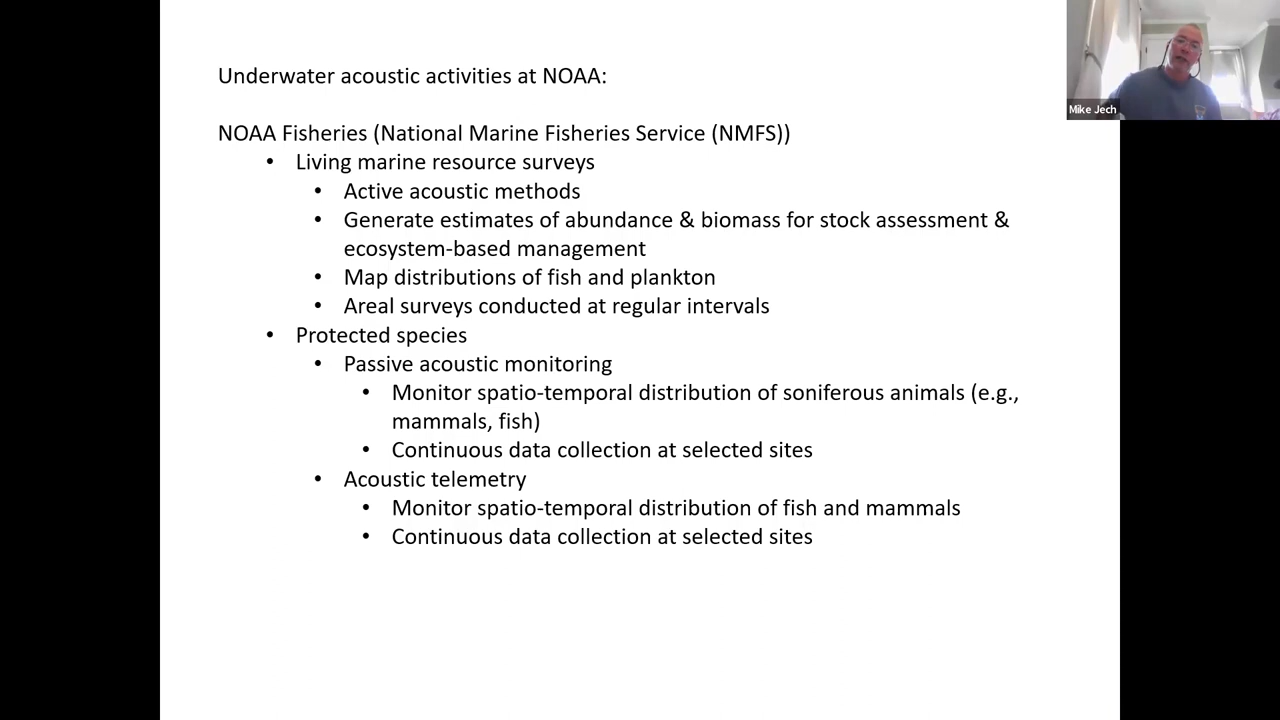 Underwater acoustic activities at NOAA:
NOAA Fisheries (National Marine Fisheries Service (NMFS))
• Living marine resource surveys
• Active acoustic methods
• Generate estimates of abundance & biomass for stock assessment &
ecosystem-based management
• Map distributions of fish and plankton
• Areal surveys conducted at regular intervals
• Protected species
• Passive acoustic monitoring
• Monitor spatio-temporal distribution of soniferous animals (e.g.,
mammals, fish)
• Continuous data collection at selected sites
• Acoustic telemetry
• Monitor spatio-temporal distribution of fish and mammals
• Continuous data collection at selected sites
Mike Jech